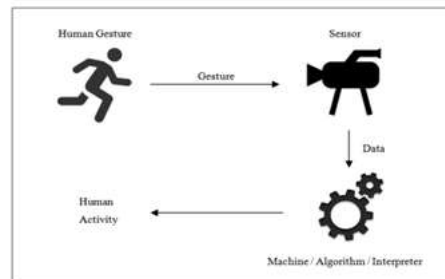 Human Gesture
Sensor
Gesture
Data
Human
Activity
Machine / Algorithm / Interpreter